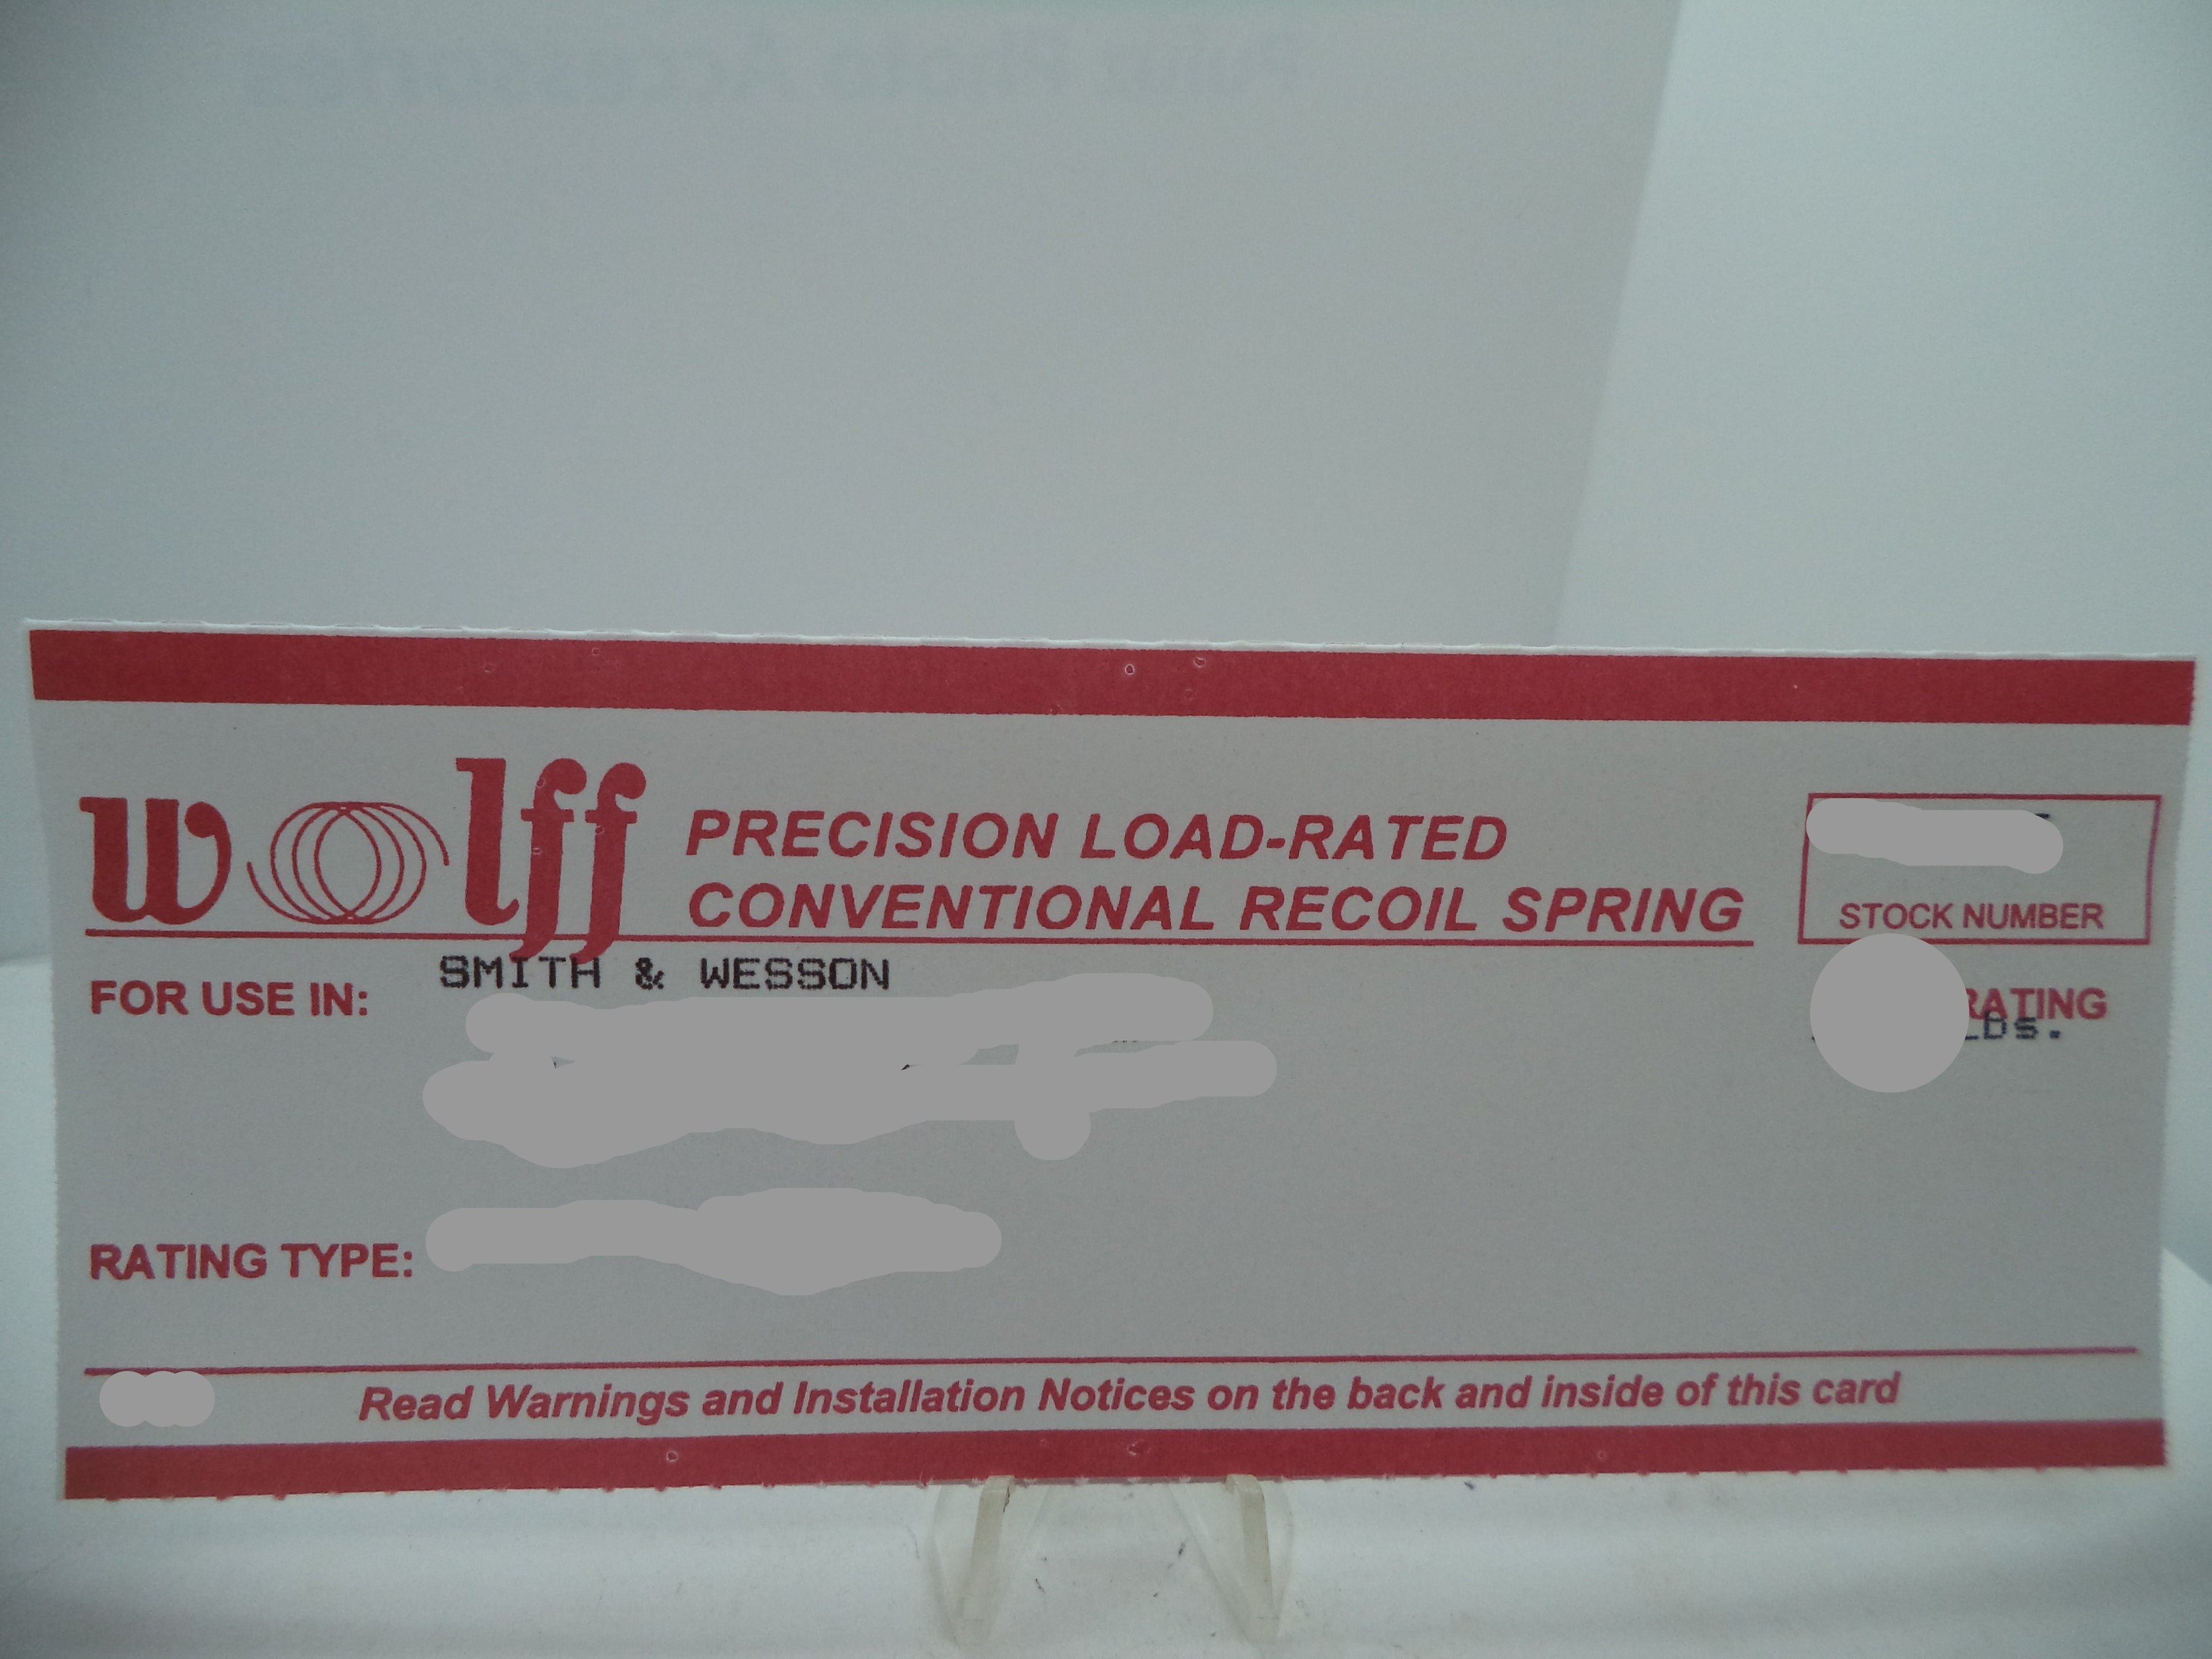 wolff
PRECISION LOAD-RATED
CONVENTIONAL RECOIL SPRING
STOCK NUMBER
SMITH & WESSON
FOR USE IN:
RATING
Lbs.
RATING TYPE:
Read Warnings and Installation Notices on the back and inside of this card